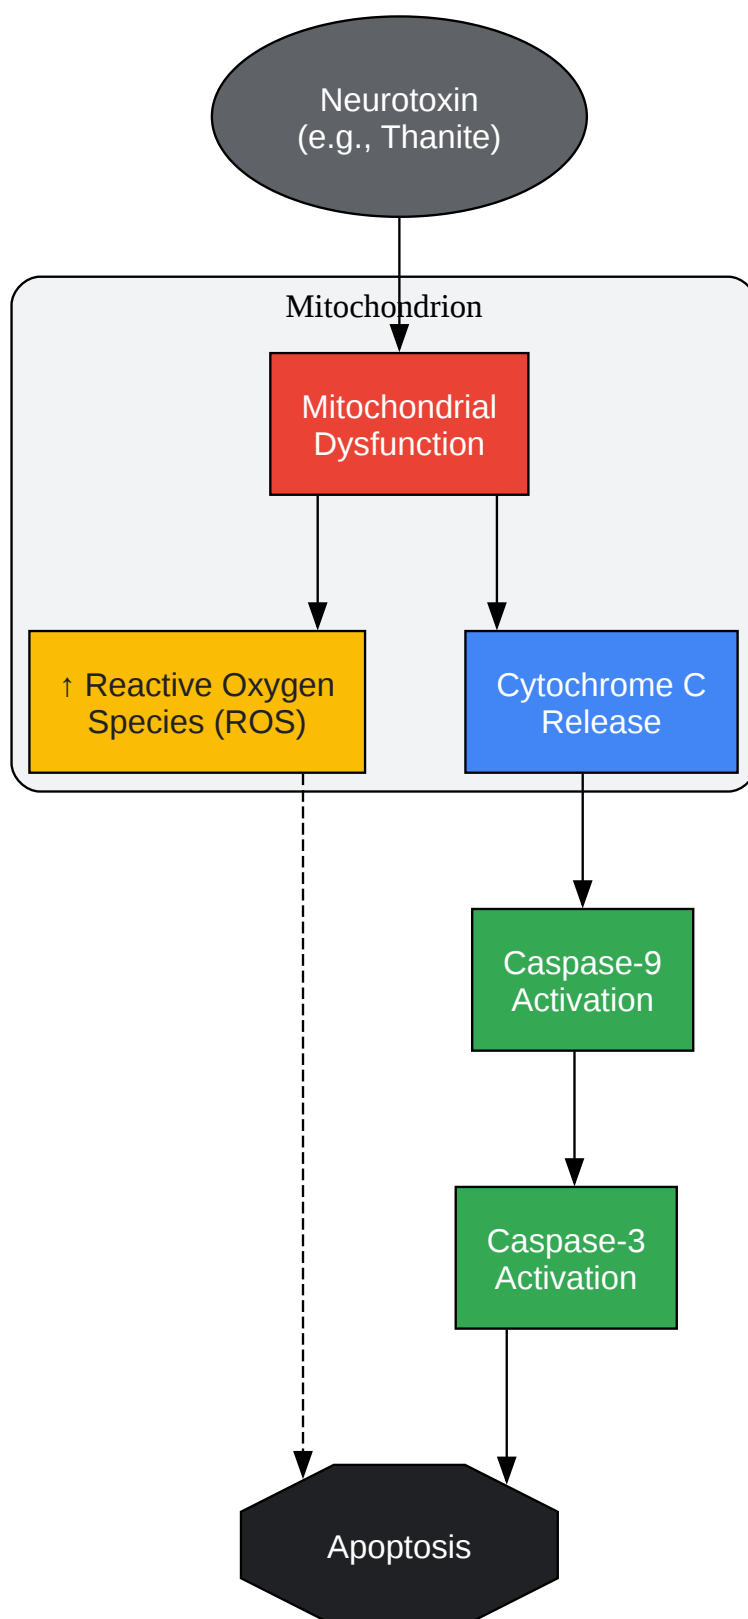 Neurotoxin
(e.g., Thanite)
Mitochondrion
Mitochondrial
Dysfunction
↑ Reactive Oxygen
Species (ROS)
Cytochrome C
Release
Caspase-9
Activation
Caspase-3
Activation
Apoptosis